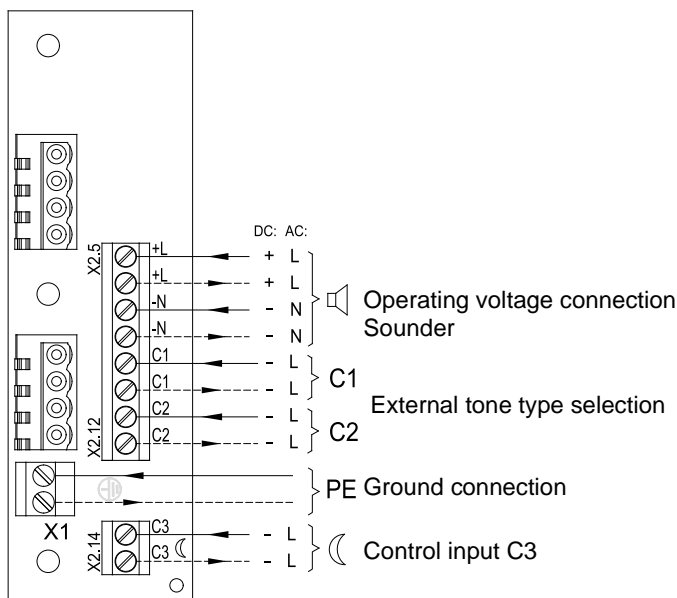 DC: AC:
X2.5
+L + L
+L + L
-N - N
-N - N
Operating voltage connection
Sounder
C1 - L
C1 - L
C1
External tone type selection
C2 - L
C2 - L
C2
X2.12
PE Ground connection
X1
X2.14
C3 - L
C3 - L
Control input C3